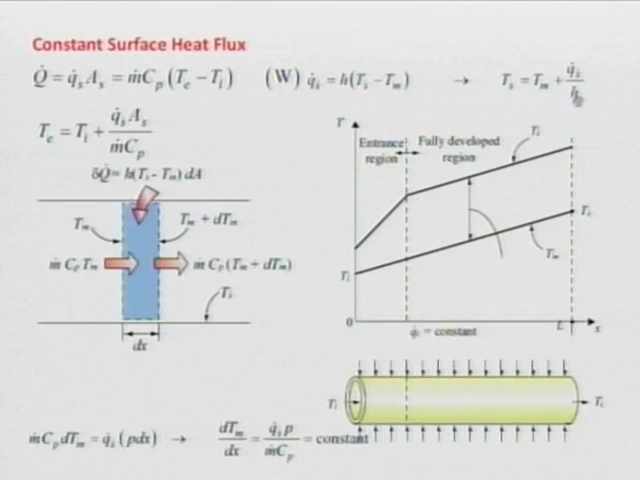 Constant Surface Heat Flux
Q̇ = q̇ₛAₛ = ṁCₚ(Tₑ − Tᵢ) (W) q̇ₛ = h(Tₛ − Tₘ) → Tₛ = Tₘ + q̇ₛ/h
Tₑ = Tᵢ + q̇ₛAₛ/ṁCₚ
δQ̇ = h(Tₛ - Tₘ) dA
Tₘ
Tₘ + dTₘ
ṁ CₚTₘ
ṁ Cₚ(Tₘ + dTₘ)
Tₛ
dx
T
Entrance region
Fully developed region
Tₛ
Tₑ
Tₘ
Tᵢ
0
L
x
q̇ₛ = constant
Tᵢ
Tₑ
ṁCₚdTₘ = q̇ₛ(pdx) → dTₘ/dx = q̇ₛp/ṁCₚ = constant